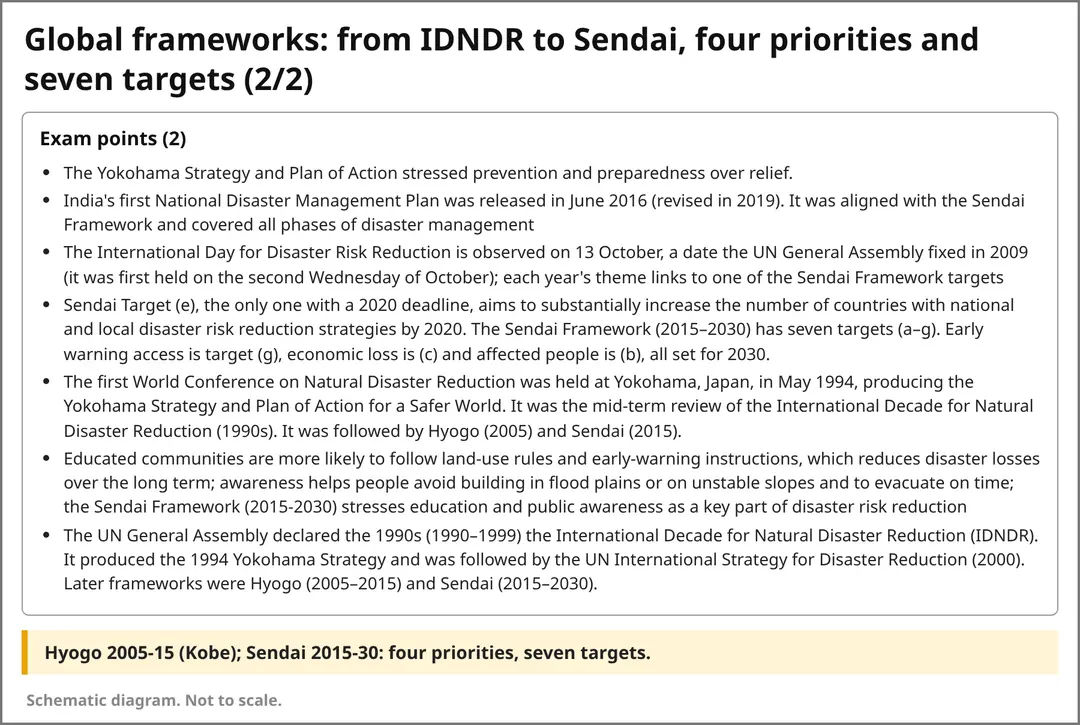 Global frameworks: from IDNDR to Sendai, four priorities and
seven targets (2/2)
Exam points (2)
• The Yokohama Strategy and Plan of Action stressed prevention and preparedness over relief.
• India's first National Disaster Management Plan was released in June 2016 (revised in 2019). It was aligned with the Sendai
Framework and covered all phases of disaster management
• The International Day for Disaster Risk Reduction is observed on 13 October, a date the UN General Assembly fixed in 2009
(it was first held on the second Wednesday of October); each year's theme links to one of the Sendai Framework targets
• Sendai Target (e), the only one with a 2020 deadline, aims to substantially increase the number of countries with national
and local disaster risk reduction strategies by 2020. The Sendai Framework (2015–2030) has seven targets (a–g). Early
warning access is target (g), economic loss is (c) and affected people is (b), all set for 2030.
• The first World Conference on Natural Disaster Reduction was held at Yokohama, Japan, in May 1994, producing the
Yokohama Strategy and Plan of Action for a Safer World. It was the mid-term review of the International Decade for Natural
Disaster Reduction (1990s). It was followed by Hyogo (2005) and Sendai (2015).
• Educated communities are more likely to follow land-use rules and early-warning instructions, which reduces disaster losses
over the long term; awareness helps people avoid building in flood plains or on unstable slopes and to evacuate on time;
the Sendai Framework (2015-2030) stresses education and public awareness as a key part of disaster risk reduction
• The UN General Assembly declared the 1990s (1990–1999) the International Decade for Natural Disaster Reduction (IDNDR).
It produced the 1994 Yokohama Strategy and was followed by the UN International Strategy for Disaster Reduction (2000).
Later frameworks were Hyogo (2005–2015) and Sendai (2015–2030).
Hyogo 2005-15 (Kobe); Sendai 2015-30: four priorities, seven targets.
Schematic diagram. Not to scale.